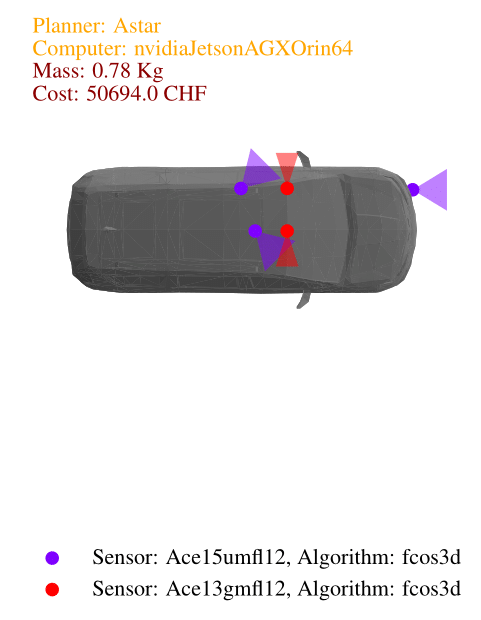 Planner: Astar
Computer: nvidiaJetsonAGXOrin64
Mass: 0.78 Kg
Cost: 50694.0 CHF
Sensor: Ace15umfl12, Algorithm: fcos3d
Sensor: Ace13gmfl12, Algorithm: fcos3d